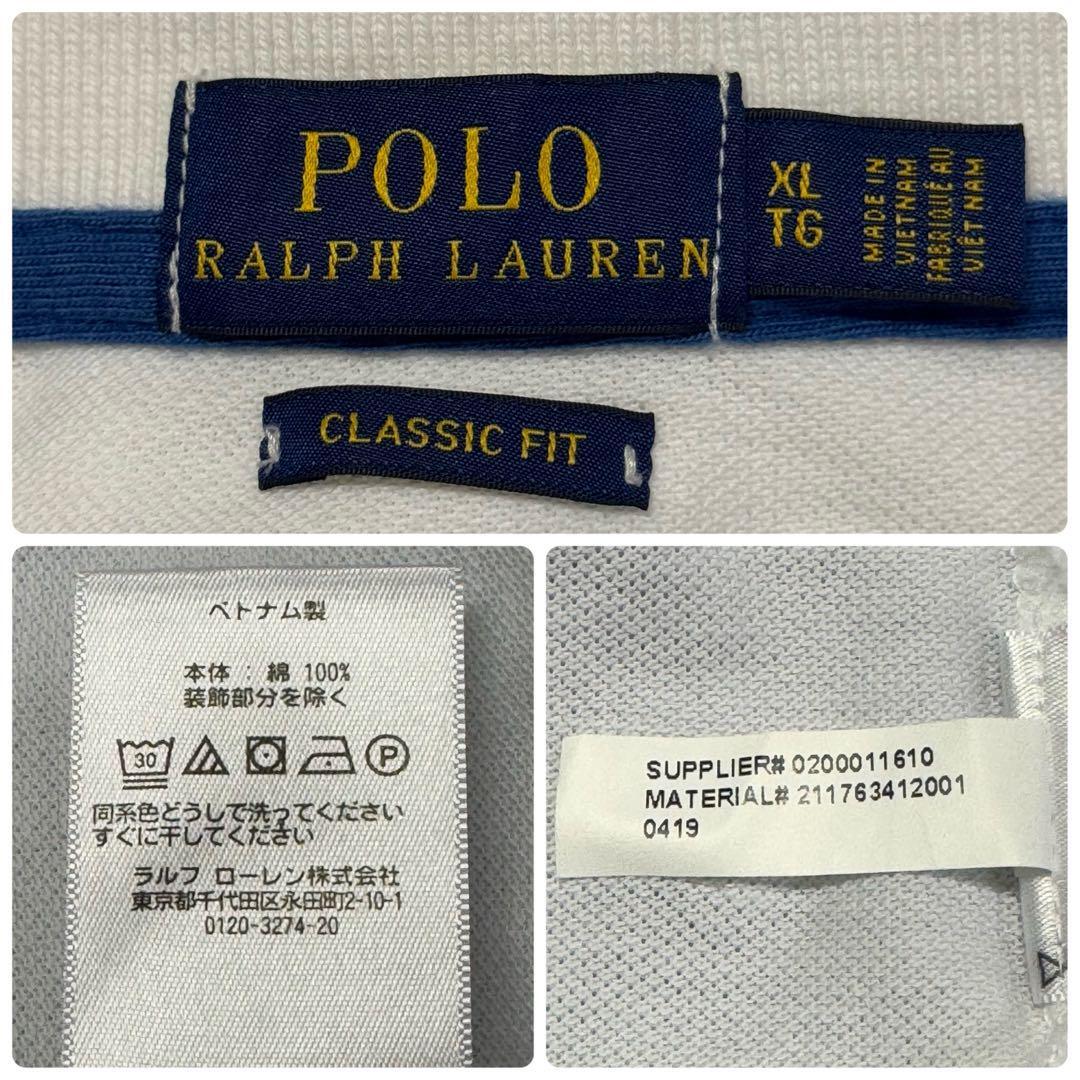 POLO
RALPH LAUREN
XL
TG
MADE IN
VIETNAM
FABRIQUÉ AU
VIÊT NAM
CLASSIC FIT
ベトナム製
本体 : 綿 100%
装飾部分を除く
30
P
同系色どうしで洗ってください
すぐに干してください
ラルフ ローレン株式会社
東京都千代田区永田町2-10-1
0120-3274-20
SUPPLIER# 0200011610
MATERIAL# 211763412001
0419